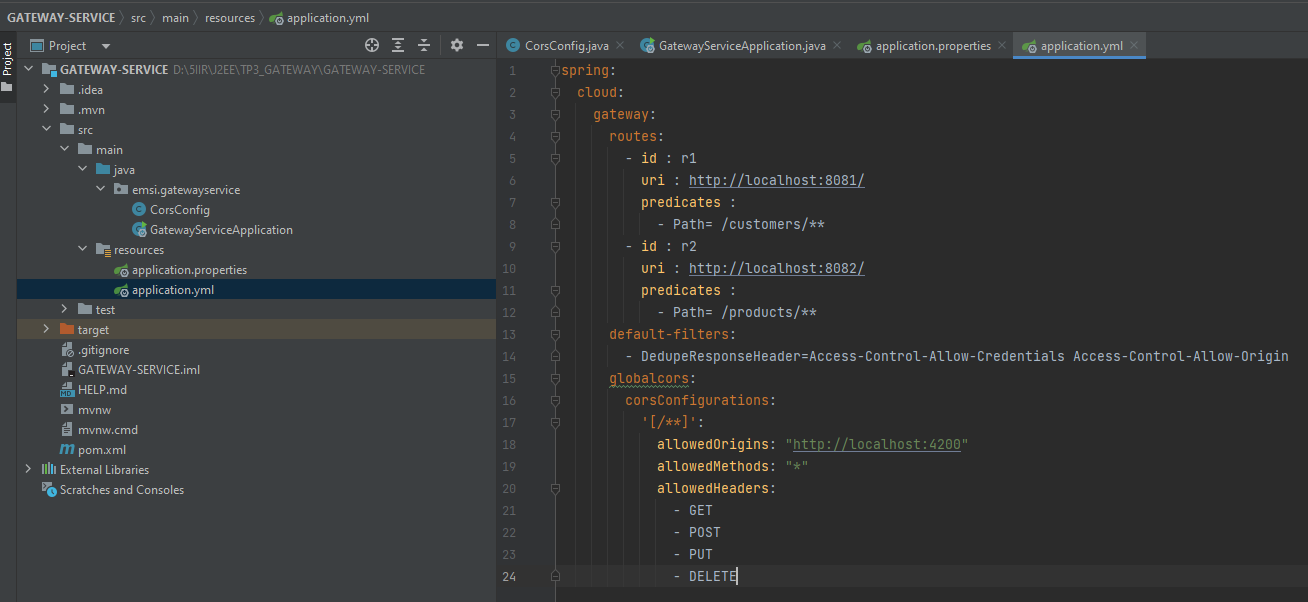 GATEWAY-SERVICE src main resources application.yml
Project
Project
CorsConfig.java GatewayServiceApplication.java application.properties application.yml
GATEWAY-SERVICE D:\5IIR\J2EE\TP3_GATEWAY\GATEWAY-SERVICE
.idea
.mvn
src
main
java
emsi.gatewayservice
CorsConfig
GatewayServiceApplication
resources
application.properties
application.yml
test
target
.gitignore
GATEWAY-SERVICE.iml
HELP.md
mvnw
mvnw.cmd
pom.xml
External Libraries
Scratches and Consoles
1 spring:
2 cloud:
3 gateway:
4 routes:
5 - id : r1
6 uri : http://localhost:8081/
7 predicates :
8 - Path= /customers/**
9 - id : r2
10 uri : http://localhost:8082/
11 predicates :
12 - Path= /products/**
13 default-filters:
14 - DedupeResponseHeader=Access-Control-Allow-Credentials Access-Control-Allow-Origin
15 globalcors:
16 corsConfigurations:
17 '[/**]':
18 allowedOrigins: "http://localhost:4200"
19 allowedMethods: "*"
20 allowedHeaders:
21 - GET
22 - POST
23 - PUT
24 - DELETE